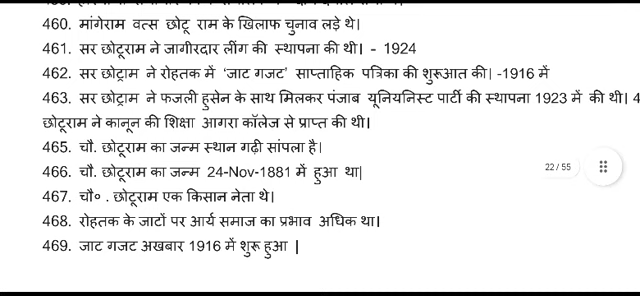 460. मांगेराम वत्स छोटू राम के खिलाफ चुनाव लड़े थे।
461. सर छोटूराम ने जागीरदार लींग की स्थापना की थी। - 1924
462. सर छोट्राम ने रोहतक में 'जाट गजट' साप्ताहिक पत्रिका की शुरूआत की| -1916 में
463. सर छोट्राम ने फजली हुसेन के साथ मिलकर पंजाब यूनियनिस्ट पार्टी की स्थापना 1923 में की थी। 4
छोटूराम ने कानून की शिक्षा आगरा कॉलेज से प्राप्त की थी।
465. चौ. छोटूराम का जन्म स्थान गढ़ी सांपला है।
466. चौ. छोटूराम का जन्म 24-Nov-1881 में हुआ था|
22 / 55
467. चौ० . छोटूराम एक किसान नेता थे।
468. रोहतक के जाटों पर आर्य समाज का प्रभाव अधिक था।
469. जाट गजट अखबार 1916 में शुरू हुआ |